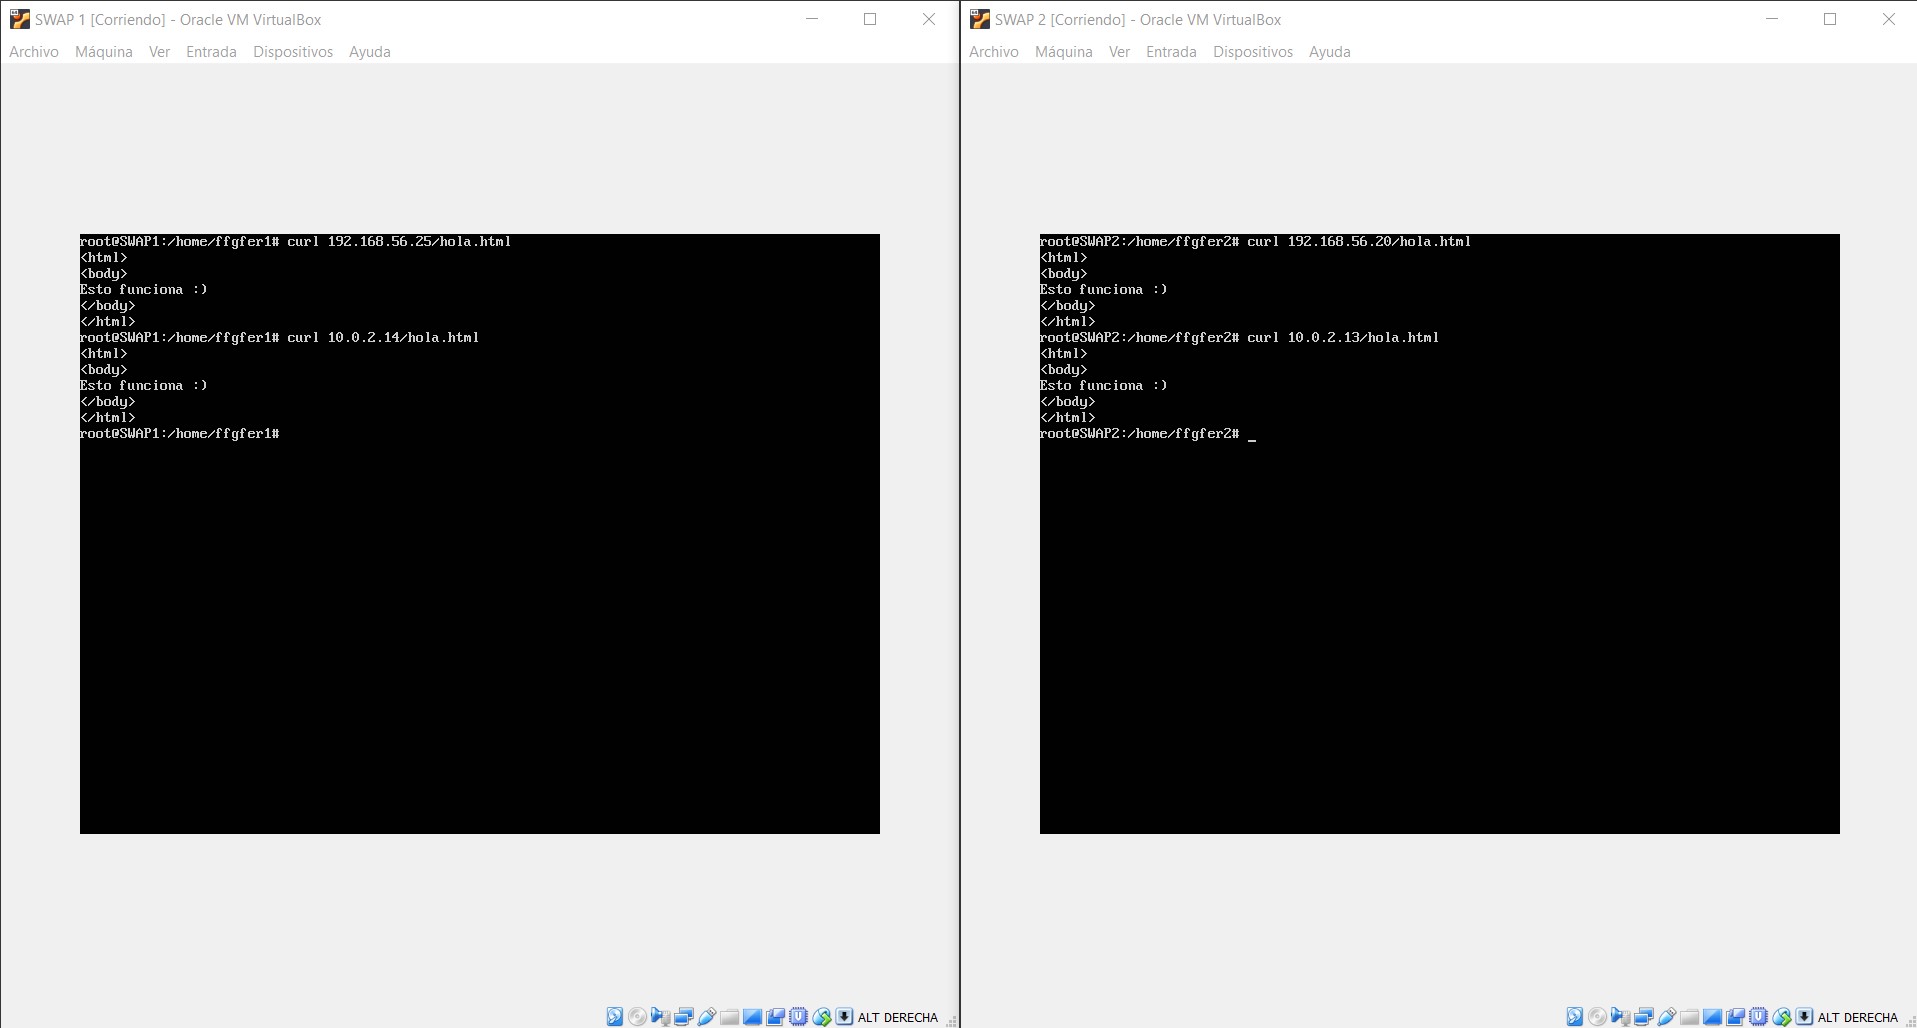 SWAP 1 [Corriendo] - Oracle VM VirtualBox
Archivo Máquina Ver Entrada Dispositivos Ayuda
root@SWAP1:/home/ffgfer1# curl 192.168.56.25/hola.html
<html>
<body>
Esto funciona :)
</body>
</html>
root@SWAP1:/home/ffgfer1# curl 10.0.2.14/hola.html
<html>
<body>
Esto funciona :)
</body>
</html>
root@SWAP1:/home/ffgfer1#
ALT DERECHA
SWAP 2 [Corriendo] - Oracle VM VirtualBox
Archivo Máquina Ver Entrada Dispositivos Ayuda
root@SWAP2:/home/ffgfer2# curl 192.168.56.20/hola.html
<html>
<body>
Esto funciona :)
</body>
</html>
root@SWAP2:/home/ffgfer2# curl 10.0.2.13/hola.html
<html>
<body>
Esto funciona :)
</body>
</html>
root@SWAP2:/home/ffgfer2# _
ALT DERECHA